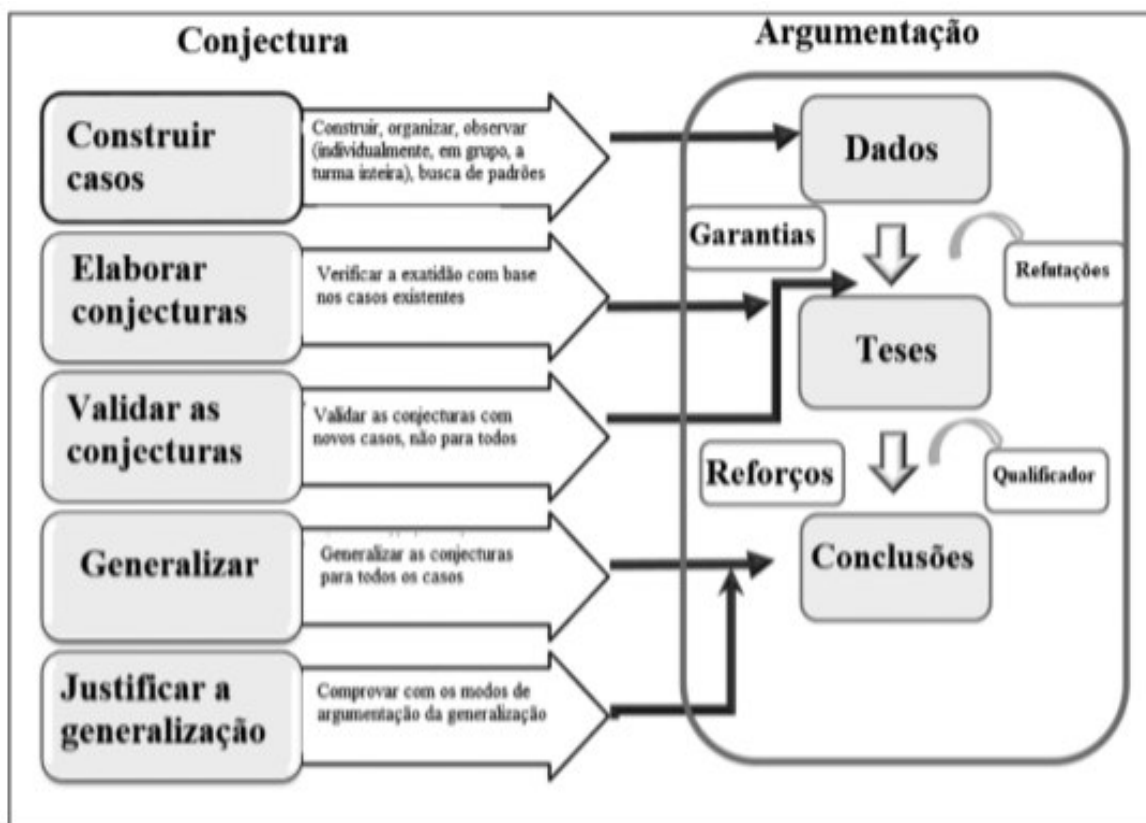 Conjectura
Argumentação
Construir
casos
Construir, organizar, observar
(individualmente, em grupo, a
turma inteira), busca de padrões
Elaborar
conjecturas
Verificar a exatidão com base
nos casos existentes
Validar as
conjecturas
Validar as conjecturas com
novos casos, não para todos
Generalizar
Generalizar as conjecturas
para todos os casos
Justificar a
generalização
Comprovar com os modos de
argumentação da generalização
Dados
Garantias
Refutações
Teses
Reforços
Qualificador
Conclusões